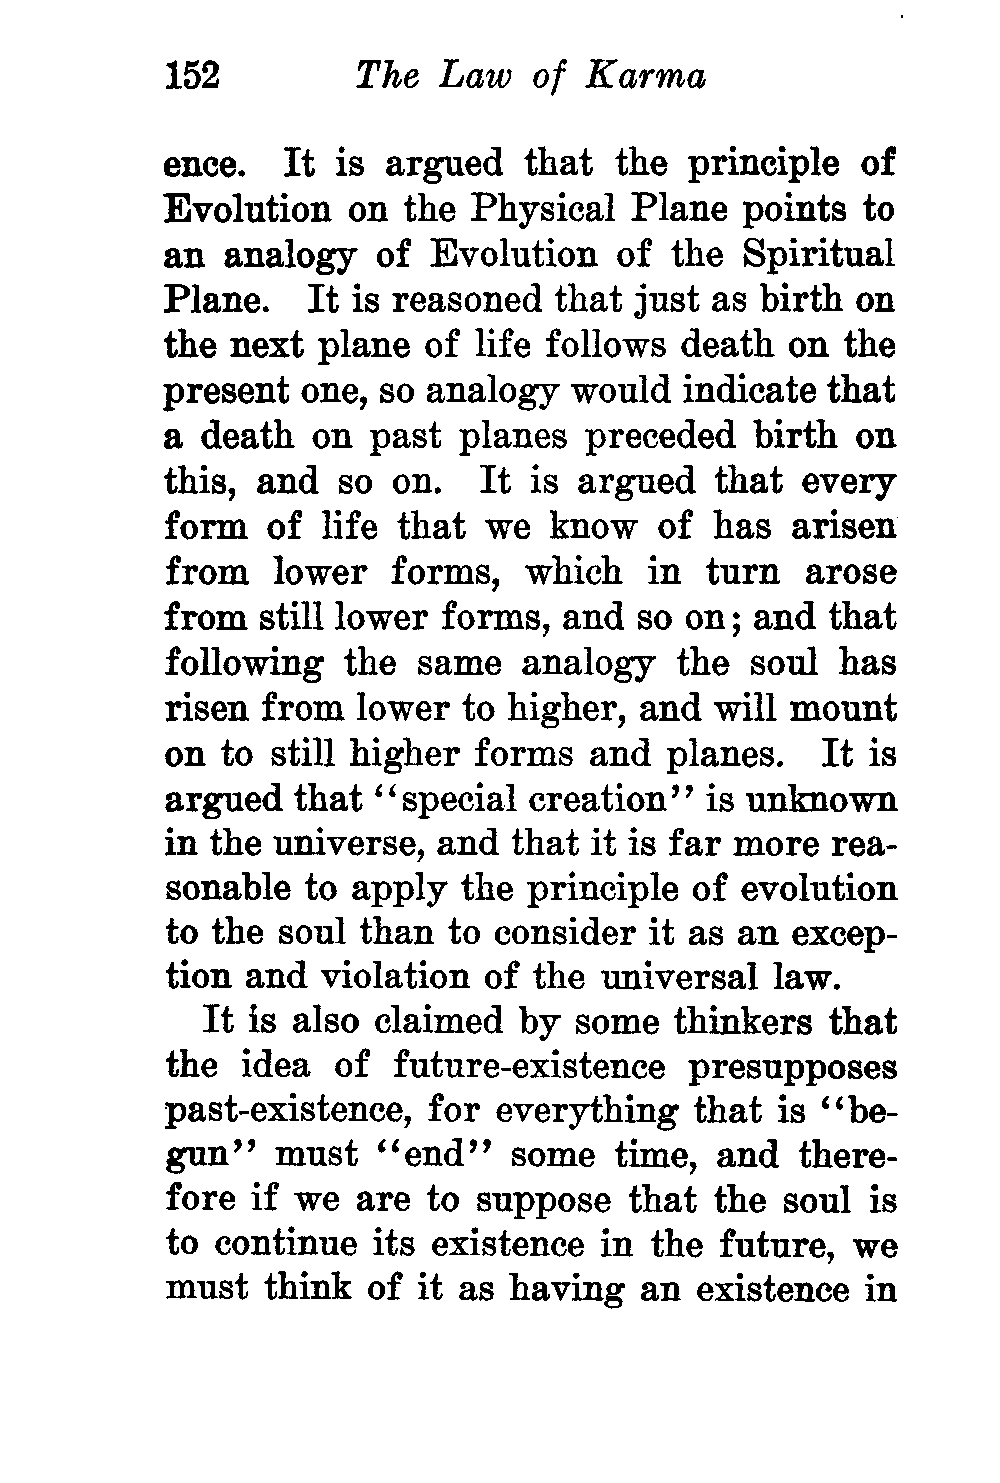 152 The Law of Karma
ence. It is argued that the principle of
Evolution on the Physical Plane points to
an analogy of Evolution of the Spiritual
Plane. It is reasoned that just as birth on
the next plane of life follows death on the
present one, so analogy would indicate that
a death on past planes preceded birth on
this, and so on. It is argued that every
form of life that we know of has arisen
from lower forms, which in turn arose
from still lower forms, and so on; and that
following the same analogy the soul has
risen from lower to higher, and will mount
on to still higher forms and planes. It is
argued that "special creation" is unknown
in the universe, and that it is far more rea-
sonable to apply the principle of evolution
to the soul than to consider it as an excep-
tion and violation of the universal law.
It is also claimed by some thinkers that
the idea of future-existence presupposes
past-existence, for everything that is "be-
gun" must "end" some time, and there-
fore if we are to suppose that the soul is
to continue its existence in the future, we
must think of it as having an existence in